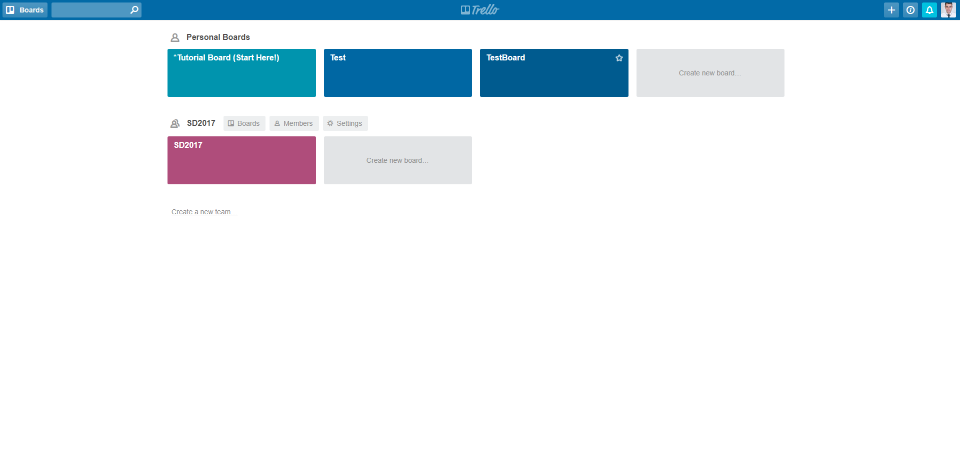 Boards
Trello
Personal Boards
*Tutorial Board (Start Here!)
Test
TestBoard
Create new board...
SD2017
Boards
Members
Settings
SD2017
Create new board...
Create a new team